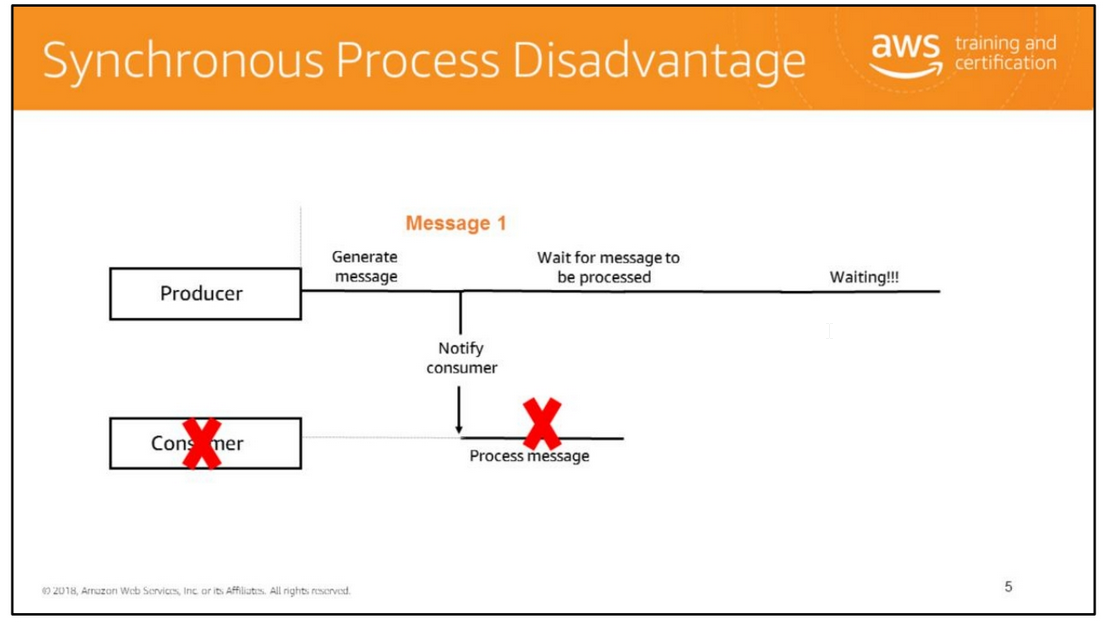 Synchronous Process Disadvantage
aws training and
certification
Message 1
Generate
message
Wait for message to
be processed
Waiting!!!
Producer
Notify
consumer
Consumer
Process message
© 2018, Amazon Web Services, Inc. or its Affiliates. All rights reserved.
5